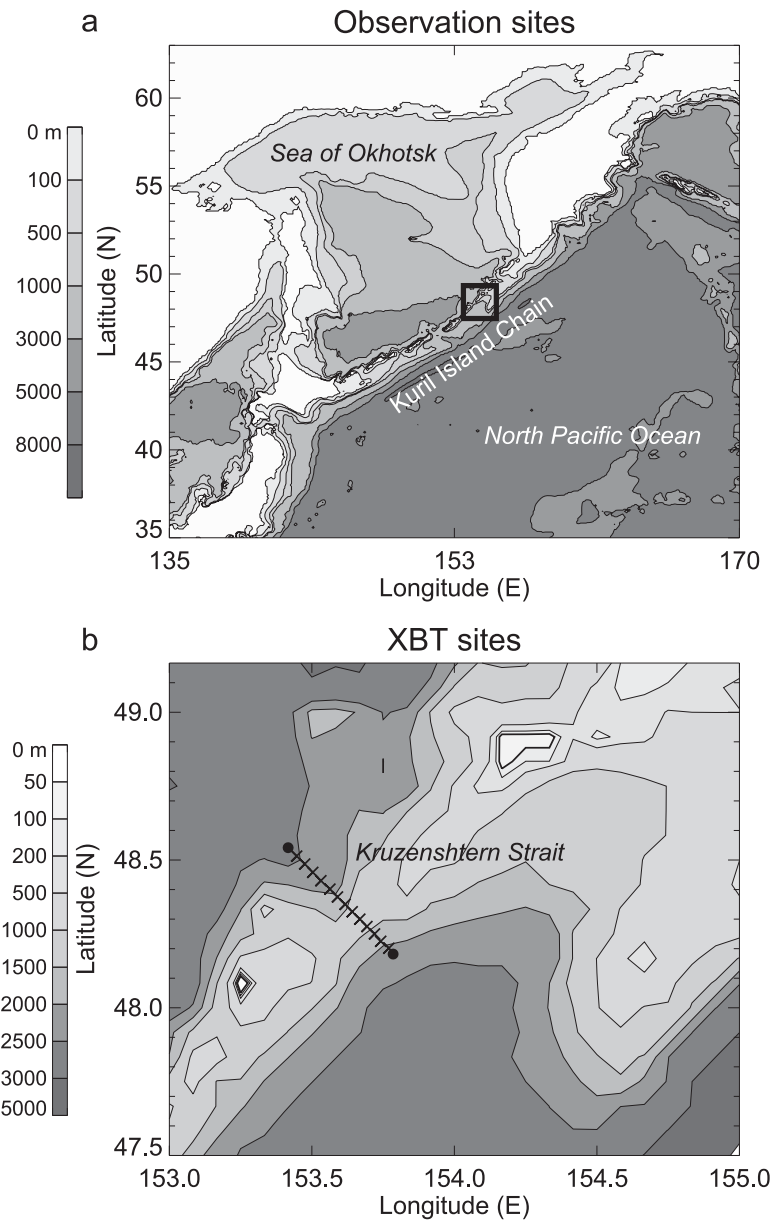 a
Observation sites
0 m
100
500
1000
3000
5000
8000
Latitude (N)
60
55
50
45
40
35
Sea of Okhotsk
Kuril Island Chain
North Pacific Ocean
135
153
170
Longitude (E)
b
XBT sites
0 m
50
100
200
500
1000
1500
2000
2500
3000
5000
Latitude (N)
49.0
48.5
48.0
47.5
Kruzenshtern Strait
153.0
153.5
154.0
154.5
155.0
Longitude (E)